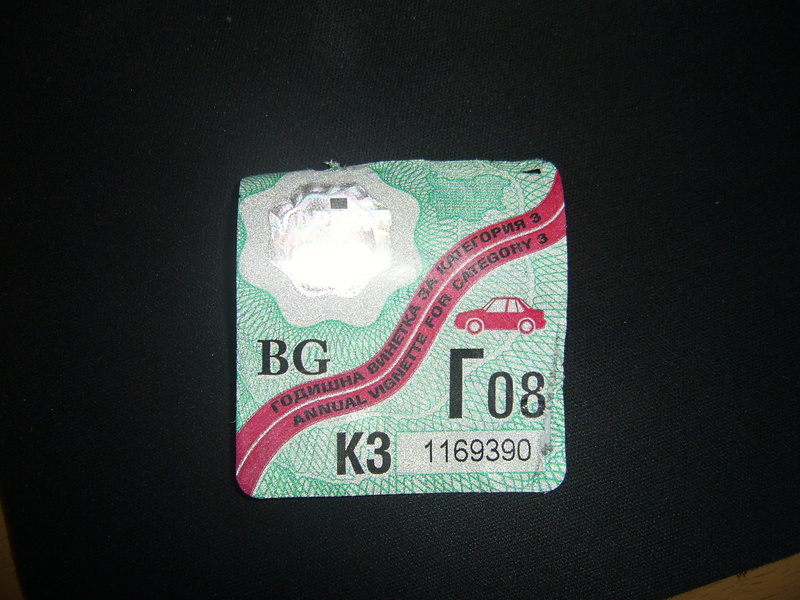 ГОДИШНА ВИНЕТКА ЗА КАТЕГОРИЯ 3
ANNUAL VIGNETTE FOR CATEGORY 3
BG
Г08
К3 1169390